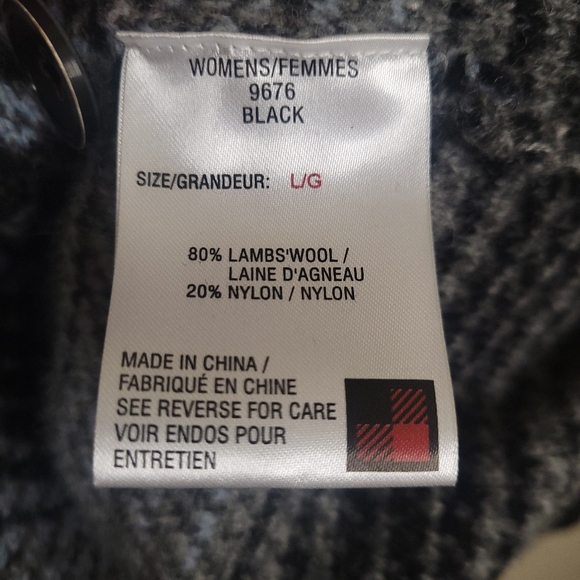 WOMENS/FEMMES
9676
BLACK
SIZE/GRANDEUR: L/G
80% LAMBS'WOOL /
LAINE D'AGNEAU
20% NYLON / NYLON
MADE IN CHINA /
FABRIQUÉ EN CHINE
SEE REVERSE FOR CARE
VOIR ENDOS POUR
ENTRETIEN